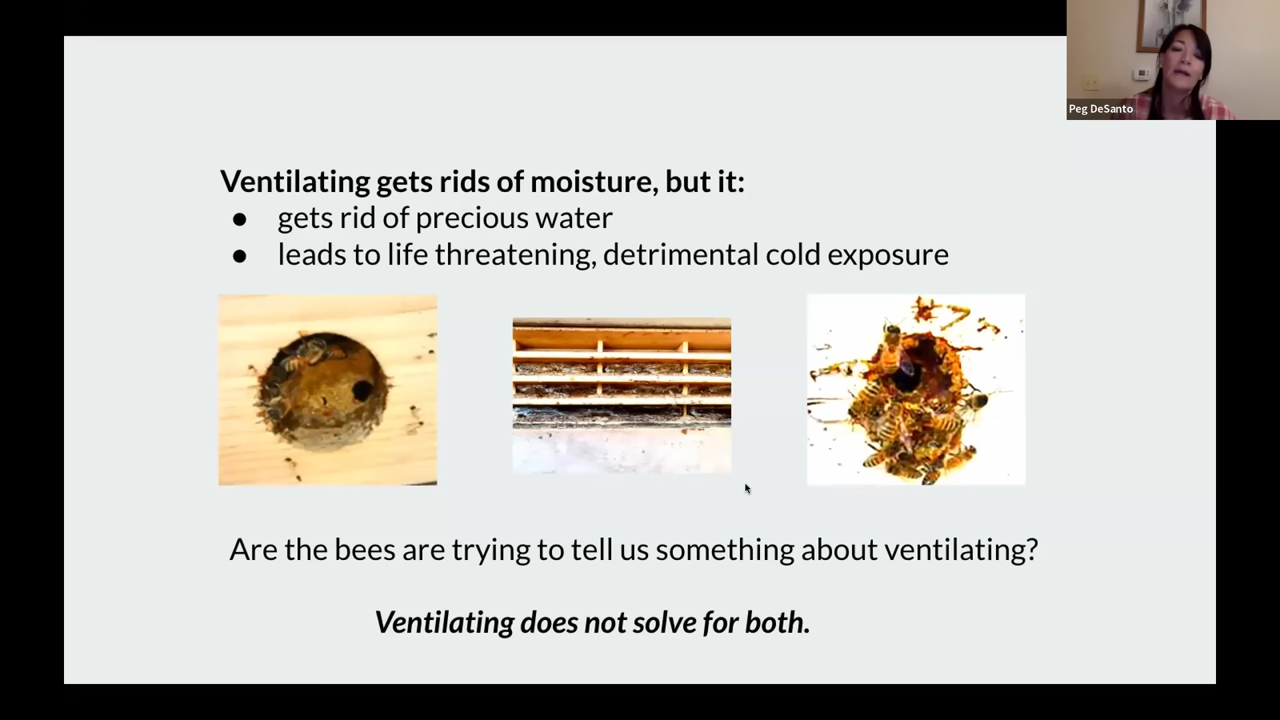 Peg DeSanto
Ventilating gets rids of moisture, but it:
● gets rid of precious water
● leads to life threatening, detrimental cold exposure
Are the bees are trying to tell us something about ventilating?
Ventilating does not solve for both.